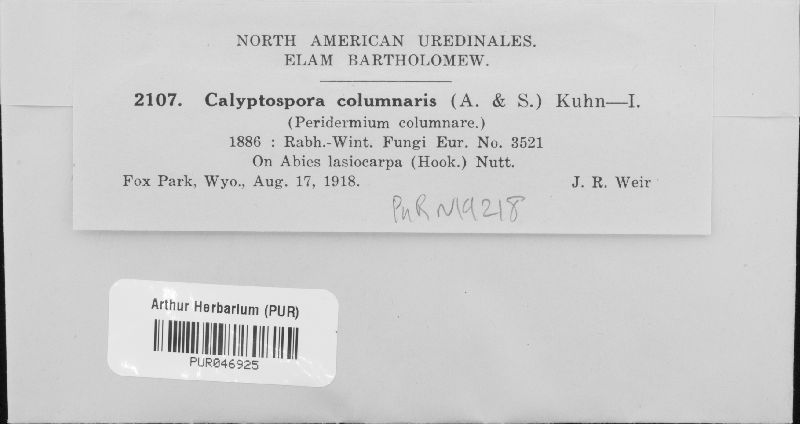 NORTH AMERICAN UREDINALES.
ELAM BARTHOLOMEW.
2107. Calyptospora columnaris (A. & S.) Kuhn—I.
(Peridermium columnare.)
1886 : Rabh.-Wint. Fungi Eur. No. 3521
On Abies lasiocarpa (Hook.) Nutt.
Fox Park, Wyo., Aug. 17, 1918. J. R. Weir
PUR N19218
Arthur Herbarium (PUR)
PUR046925